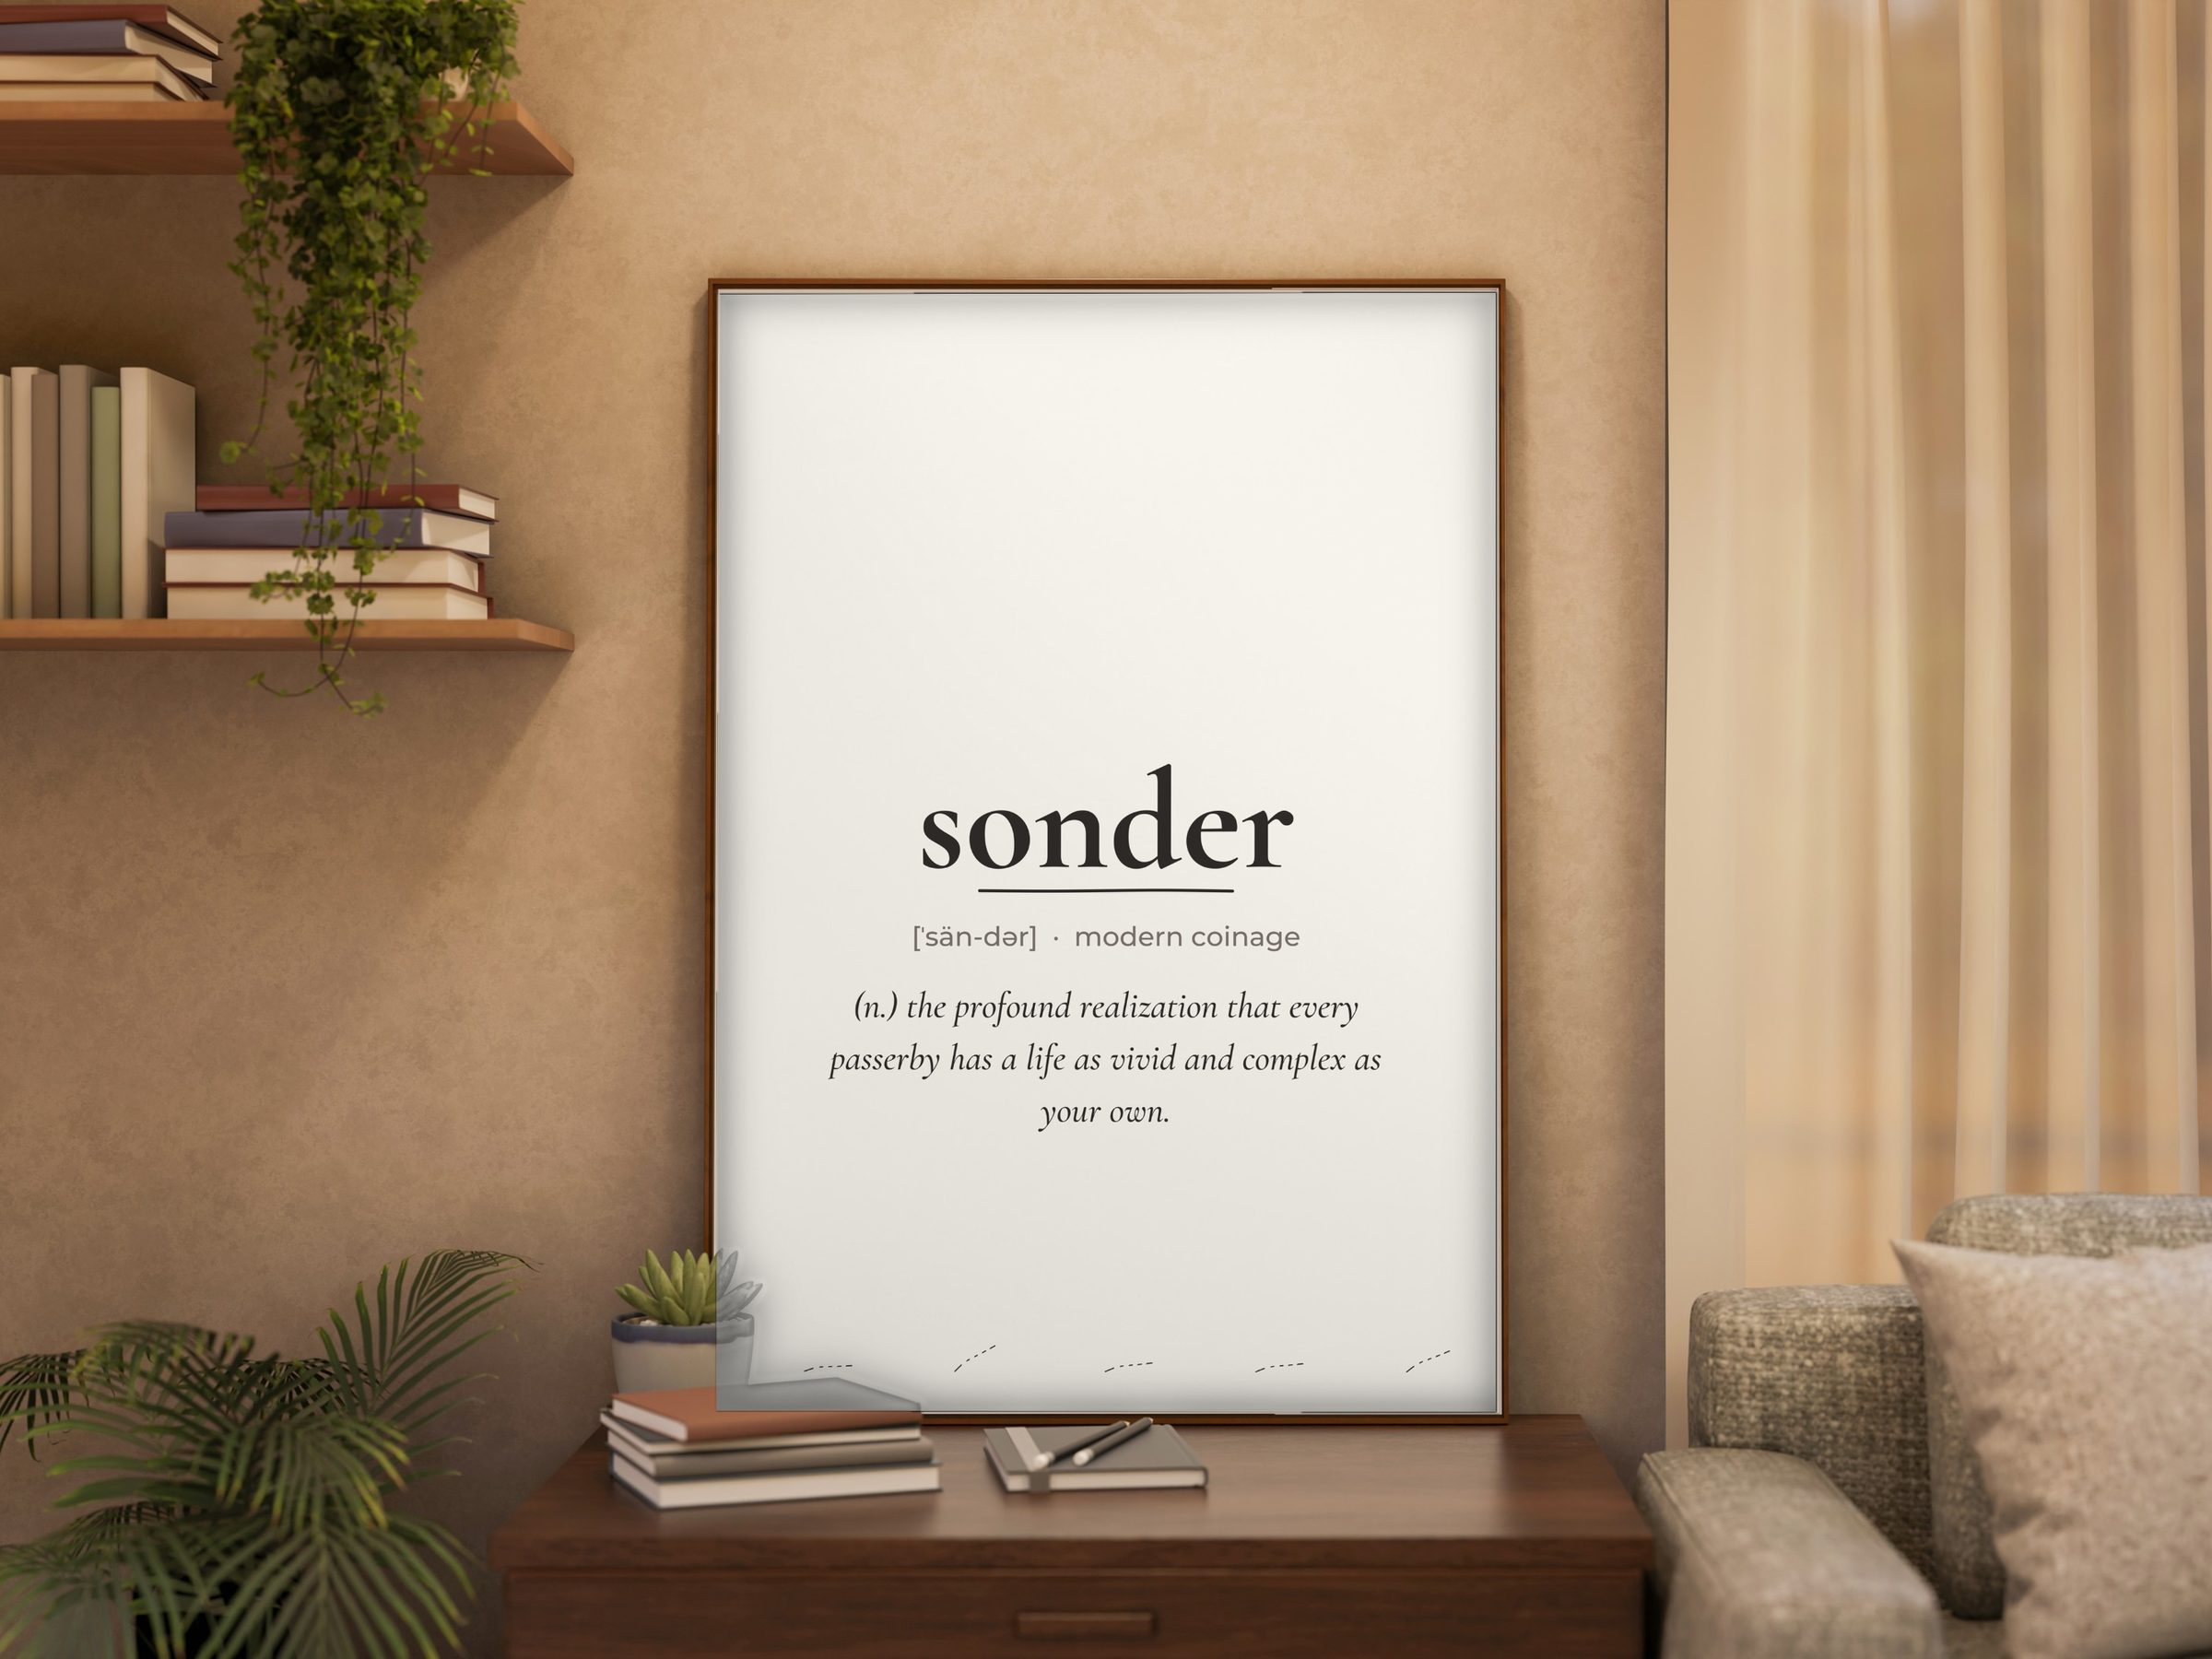 sonder
[ˈsän-dər] · modern coinage
(n.) the profound realization that every
passerby has a life as vivid and complex as
your own.